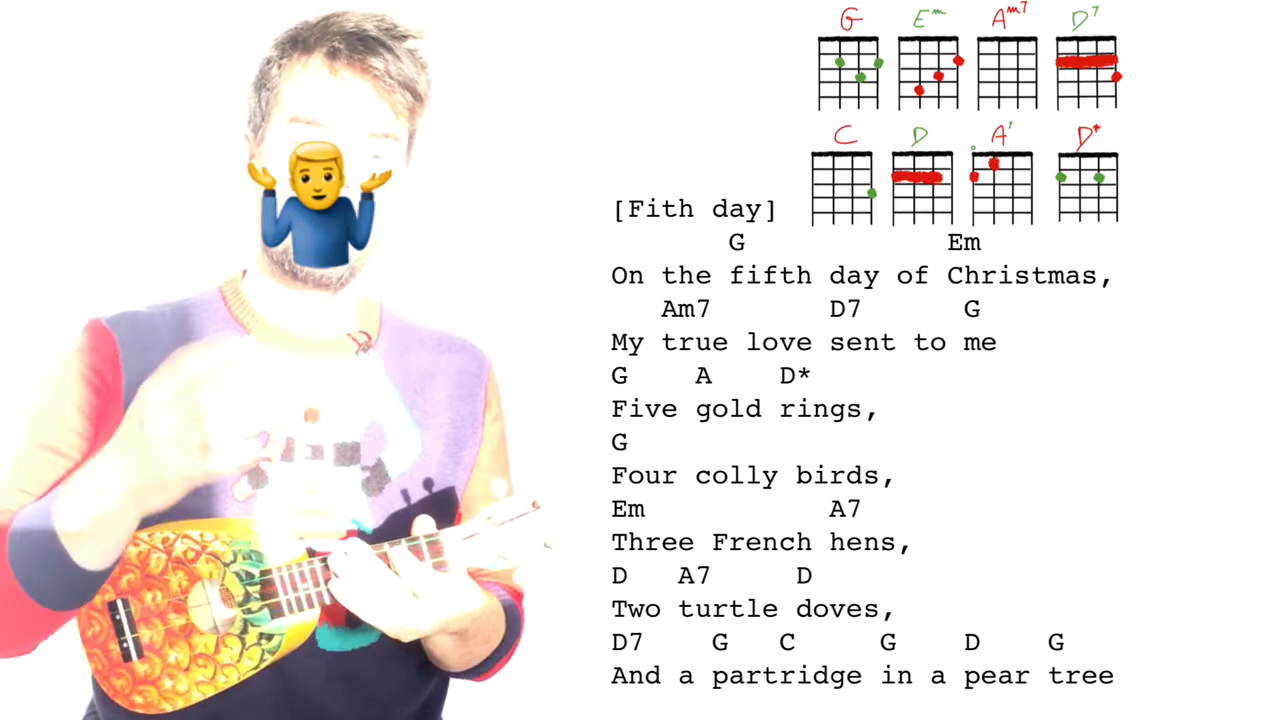 G Em Am7 D7
C D A7 D*
[Fith day]
G Em
On the fifth day of Christmas,
Am7 D7 G
My true love sent to me
G A D*
Five gold rings,
G
Four colly birds,
Em A7
Three French hens,
D A7 D
Two turtle doves,
D7 G C G D G
And a partridge in a pear tree